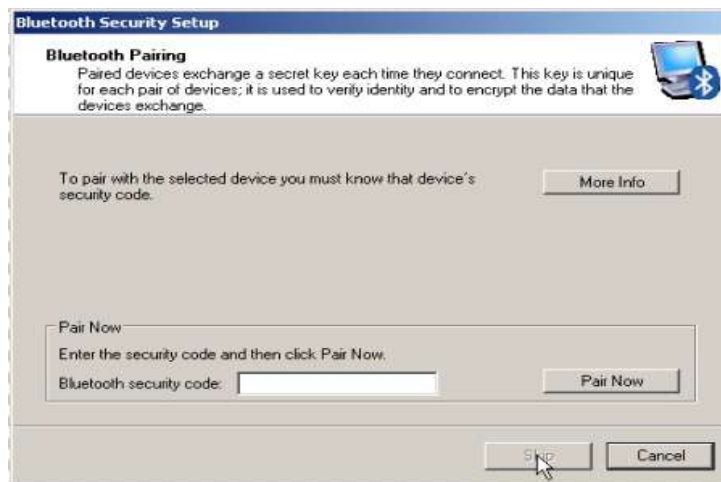 Bluetooth Security Setup
Bluetooth Pairing
Paired devices exchange a secret key each time they connect. This key is unique
for each pair of devices; it is used to verify identity and to encrypt the data that the
devices exchange.
To pair with the selected device you must know that device's
security code.
More Info
Pair Now
Enter the security code and then click Pair Now.
Bluetooth security code:
Pair Now
Skip
Cancel